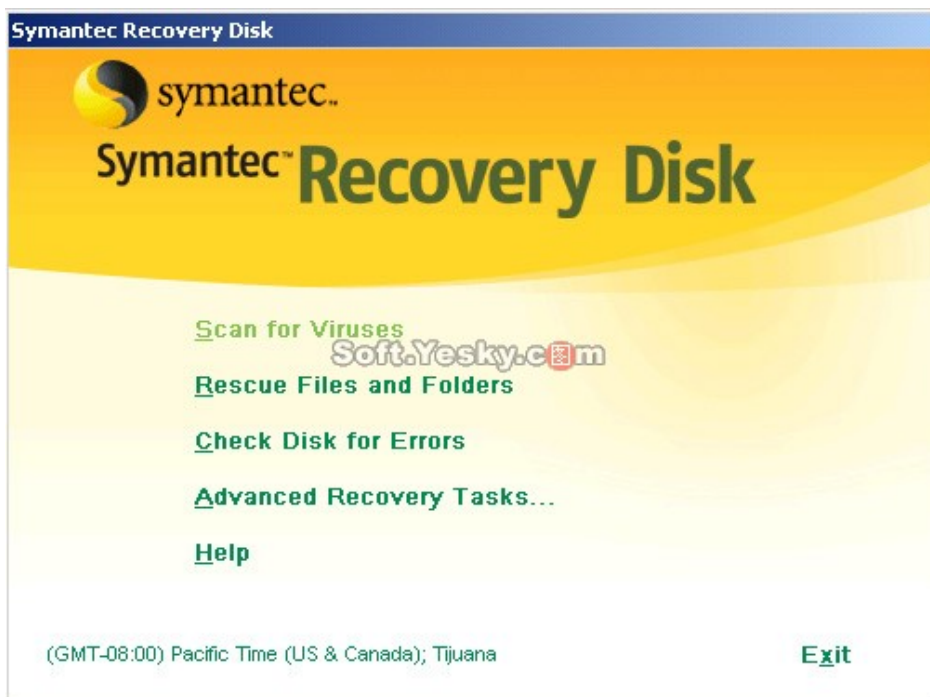 Symantec Recovery Disk
symantec™
Symantec™ Recovery Disk
Scan for Viruses
Soft.Yesky.com
Rescue Files and Folders
Check Disk for Errors
Advanced Recovery Tasks...
Help
(GMT-08:00) Pacific Time (US & Canada); Tijuana
Exit